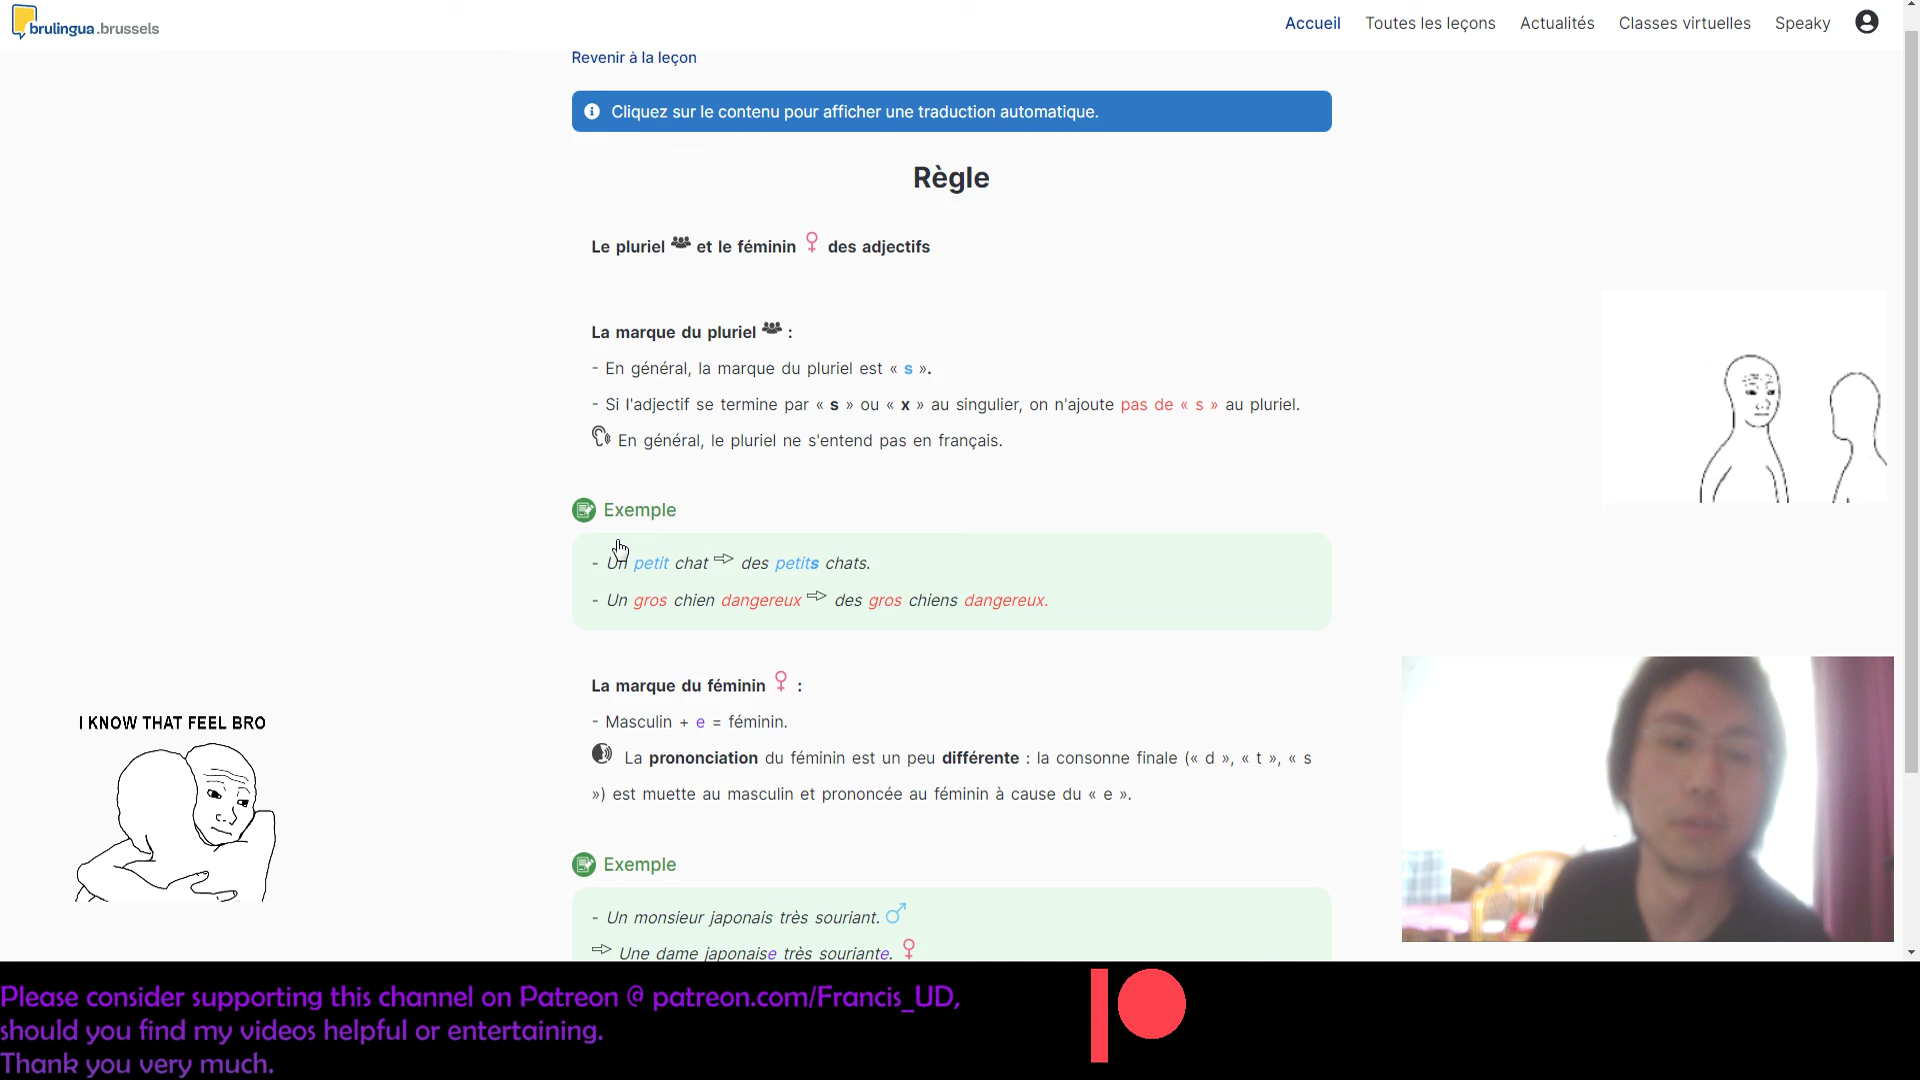 brulingua.brussels
Accueil Toutes les leçons Actualités Classes virtuelles Speaky
Revenir à la leçon
Cliquez sur le contenu pour afficher une traduction automatique.
Règle
Le pluriel et le féminin des adjectifs
La marque du pluriel :
- En général, la marque du pluriel est « s ».
- Si l'adjectif se termine par « s » ou « x » au singulier, on n'ajoute pas de « s » au pluriel.
En général, le pluriel ne s'entend pas en français.
Exemple
- Un petit chat ⇨ des petits chats.
- Un gros chien dangereux ⇨ des gros chiens dangereux.
La marque du féminin ♀ :
- Masculin + e = féminin.
La prononciation du féminin est un peu différente : la consonne finale (« d », « t », « s
») est muette au masculin et prononcée au féminin à cause du « e ».
Exemple
- Un monsieur japonais très souriant. ♂
⇨ Une dame japonaise très souriante. ♀
I KNOW THAT FEEL BRO
Please consider supporting this channel on Patreon @ patreon.com/Francis_UD,
should you find my videos helpful or entertaining.
Thank you very much.